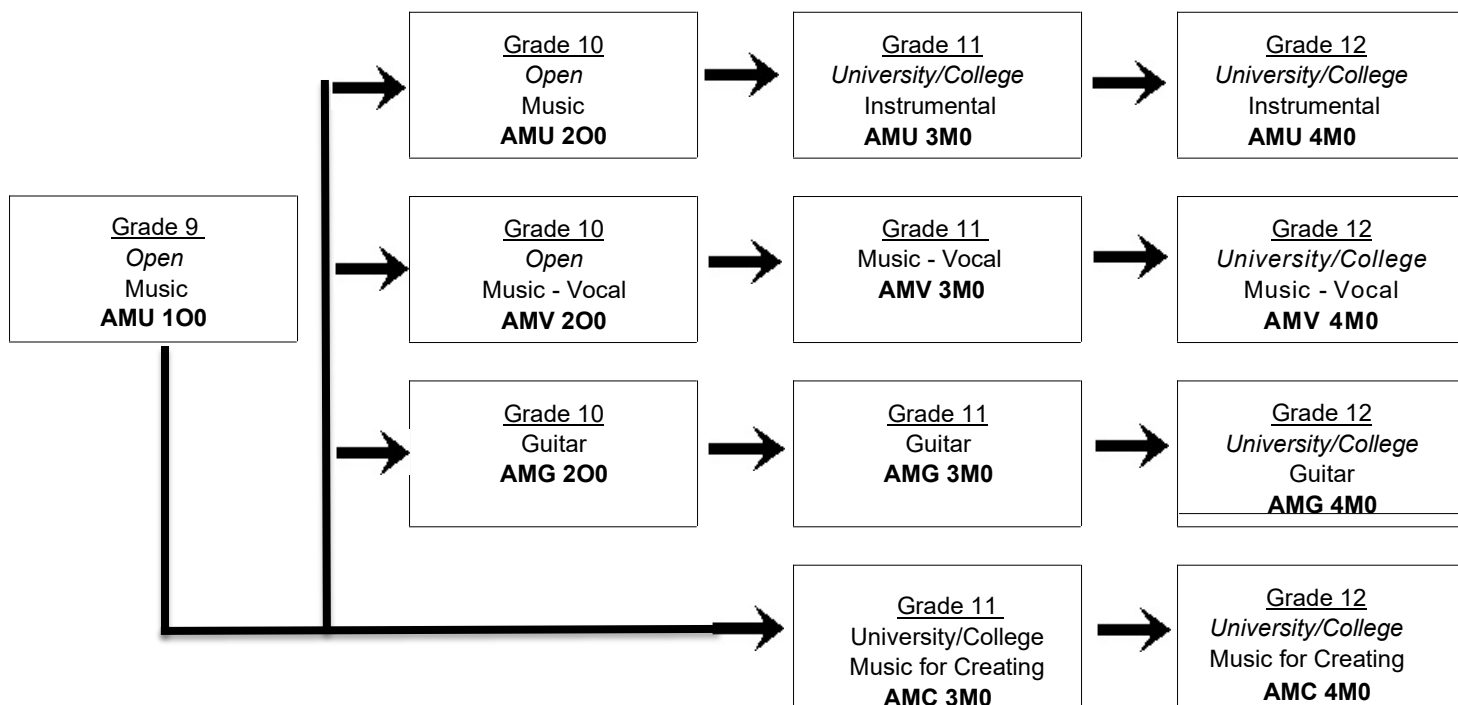 Grade 10
Open
Music
AMU 2O0
Grade 11
University/College
Instrumental
AMU 3M0
Grade 12
University/College
Instrumental
AMU 4M0
Grade 9
Open
Music
AMU 1O0
Grade 10
Open
Music - Vocal
AMV 2O0
Grade 11
Music - Vocal
AMV 3M0
Grade 12
University/College
Music - Vocal
AMV 4M0
Grade 10
Guitar
AMG 2O0
Grade 11
Guitar
AMG 3M0
Grade 12
University/College
Guitar
AMG 4M0
Grade 11
University/College
Music for Creating
AMC 3M0
Grade 12
University/College
Music for Creating
AMC 4M0